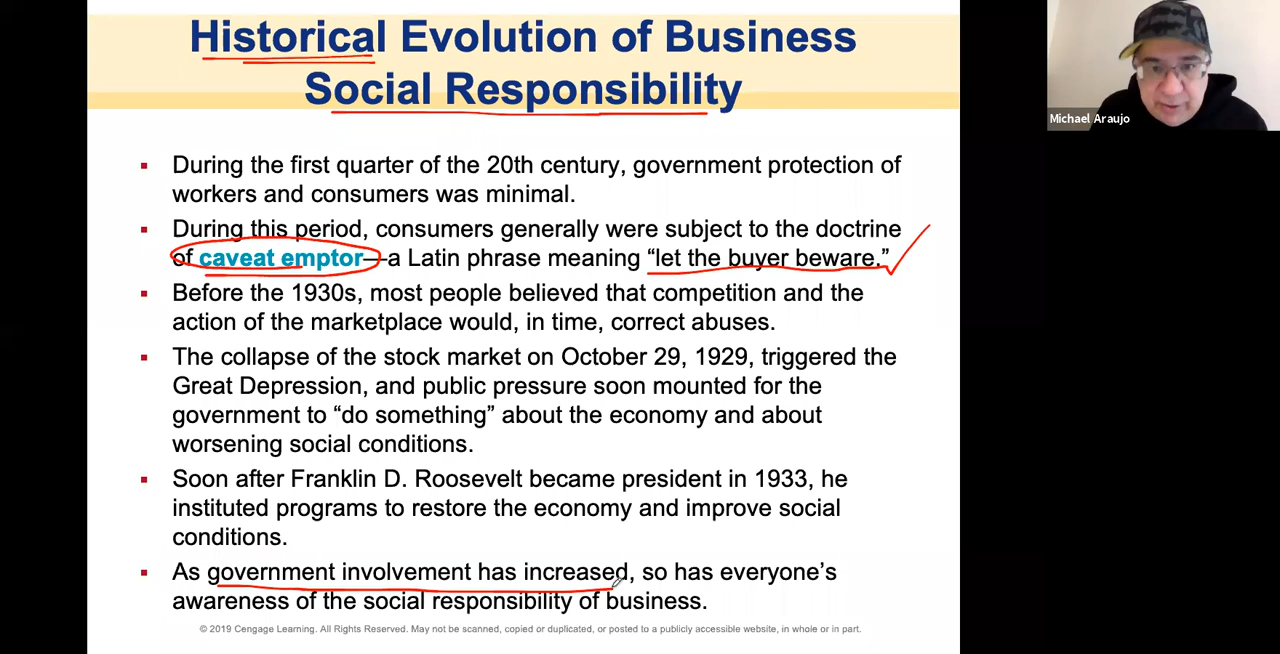 Historical Evolution of Business
Social Responsibility
▪ During the first quarter of the 20th century, government protection of
workers and consumers was minimal.
▪ During this period, consumers generally were subject to the doctrine
of caveat emptor—a Latin phrase meaning “let the buyer beware.”
▪ Before the 1930s, most people believed that competition and the
action of the marketplace would, in time, correct abuses.
▪ The collapse of the stock market on October 29, 1929, triggered the
Great Depression, and public pressure soon mounted for the
government to “do something” about the economy and about
worsening social conditions.
▪ Soon after Franklin D. Roosevelt became president in 1933, he
instituted programs to restore the economy and improve social
conditions.
▪ As government involvement has increased, so has everyone’s
awareness of the social responsibility of business.
© 2019 Cengage Learning. All Rights Reserved. May not be scanned, copied or duplicated, or posted to a publicly accessible website, in whole or in part.
Michael Araujo